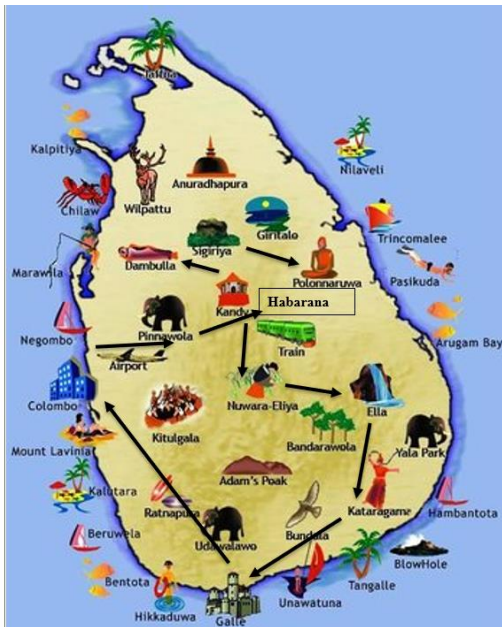 Jaffna
Kalpitiya
Nilaveli
Anuradhapura
Wilpattu
Chilaw
Giritale
Sigiriya
Trincomalee
Marawila
Dambulla
Polonnaruwa
Pasikuda
Habarana
Kandy
Pinnawela
Negombo
Train
Arugam Bay
Airport
Colombo
Nuwara-Eliya
Ella
Kitulgala
Bandarawela
Mount Lavinia
Yala Park
Adam's Peak
Kalutara
Ratnapura
Kataragama
Hambantota
Beruwela
Udawalawe
Bundala
BlowHole
Bentota
Tangalle
Unawatuna
Hikkaduwa
Galle